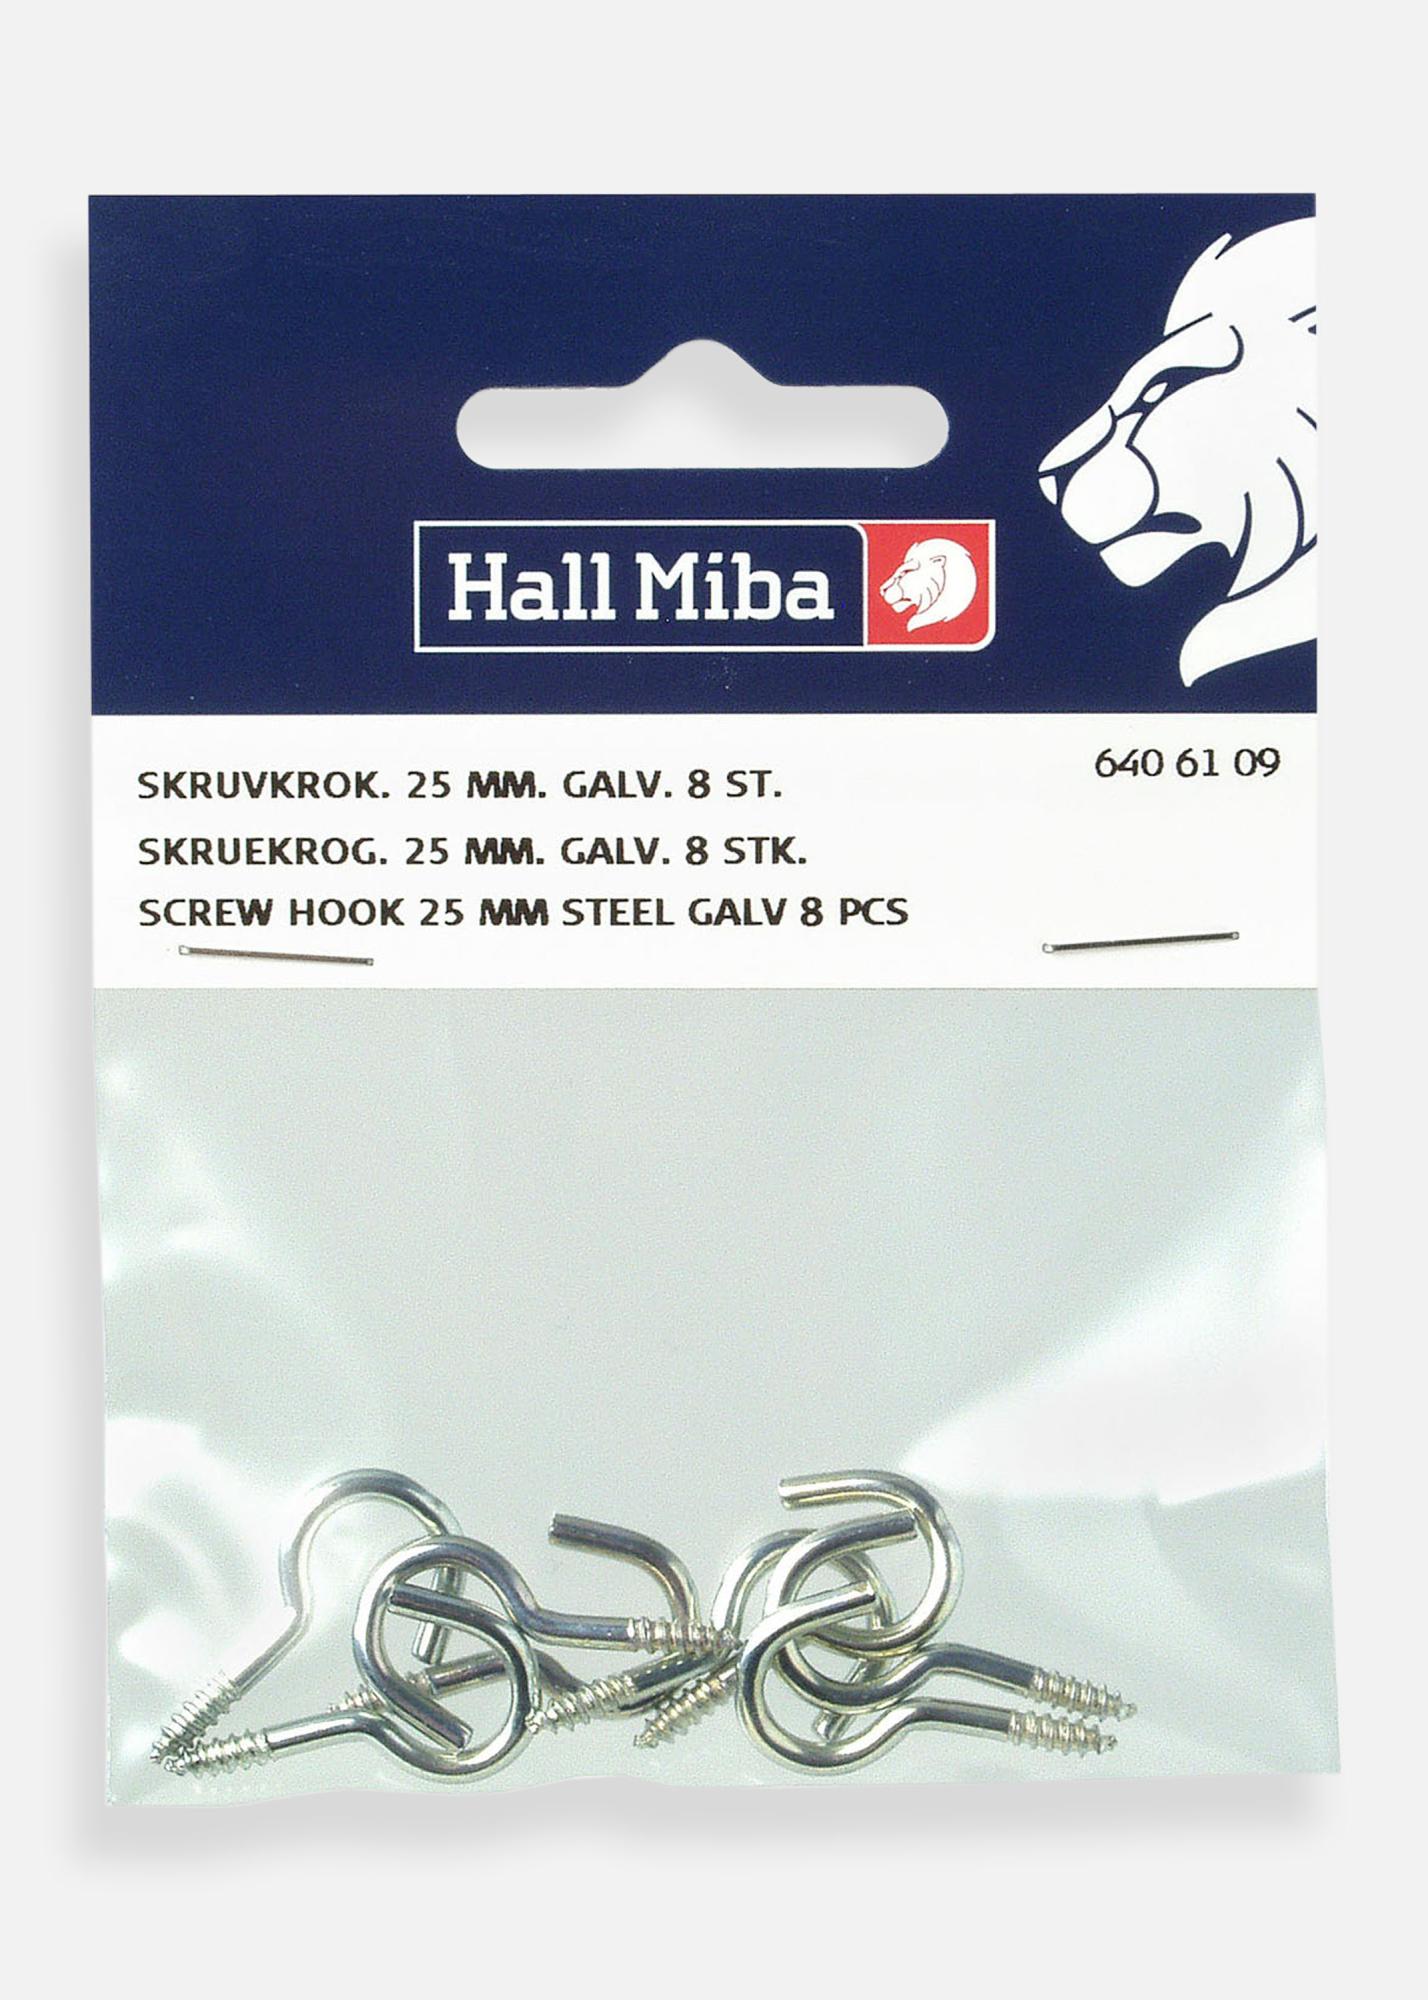 Hall Miba
640 61 09
SKRUVKROK. 25 MM. GALV. 8 ST.
SKRUEKROG. 25 MM. GALV. 8 STK.
SCREW HOOK 25 MM STEEL GALV 8 PCS